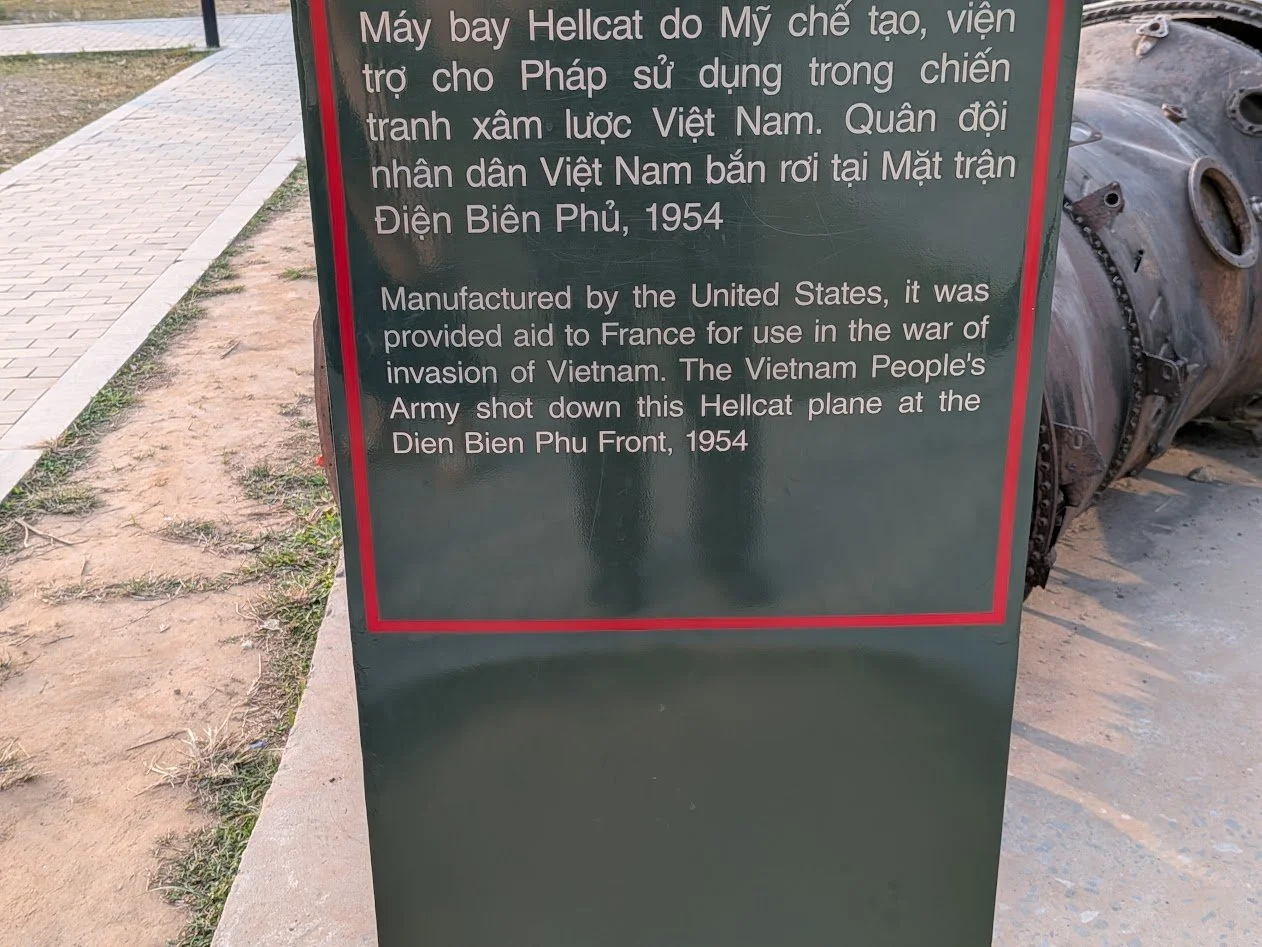 Máy bay Hellcat do Mỹ chế tạo, viện
trợ cho Pháp sử dụng trong chiến
tranh xâm lược Việt Nam. Quân đội
nhân dân Việt Nam bắn rơi tại Mặt trận
Điện Biên Phủ, 1954
Manufactured by the United States, it was
provided aid to France for use in the war of
invasion of Vietnam. The Vietnam People's
Army shot down this Hellcat plane at the
Dien Bien Phu Front, 1954